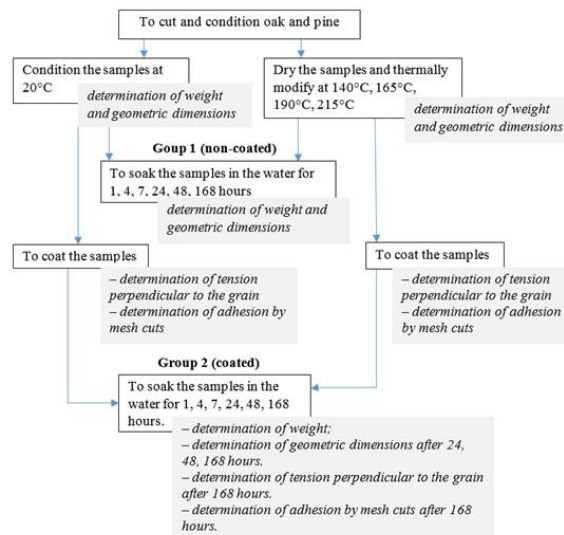 To cut and condition oak and pine
Condition the samples at
20°C
determination of weight
and geometric dimensions
Dry the samples and thermally
modify at 140°C, 165°C,
190°C, 215°C
determination of weight
and geometric dimensions
Goup 1 (non-coated)
To soak the samples in the water for
1, 4, 7, 24, 48, 168 hours
determination of weight and
geometric dimensions
To coat the samples
– determination of tension
perpendicular to the grain
– determination of adhesion by
mesh cuts
To coat the samples
– determination of tension
perpendicular to the grain
– determination of adhesion
by mesh cuts
Group 2 (coated)
To soak the samples in the
water for 1, 4, 7, 24, 48, 168
hours.
– determination of weight;
– determination of geometric dimensions after 24,
48, 168 hours.
– determination of tension perpendicular to the grain
after 168 hours.
– determination of adhesion by mesh cuts after 168
hours.